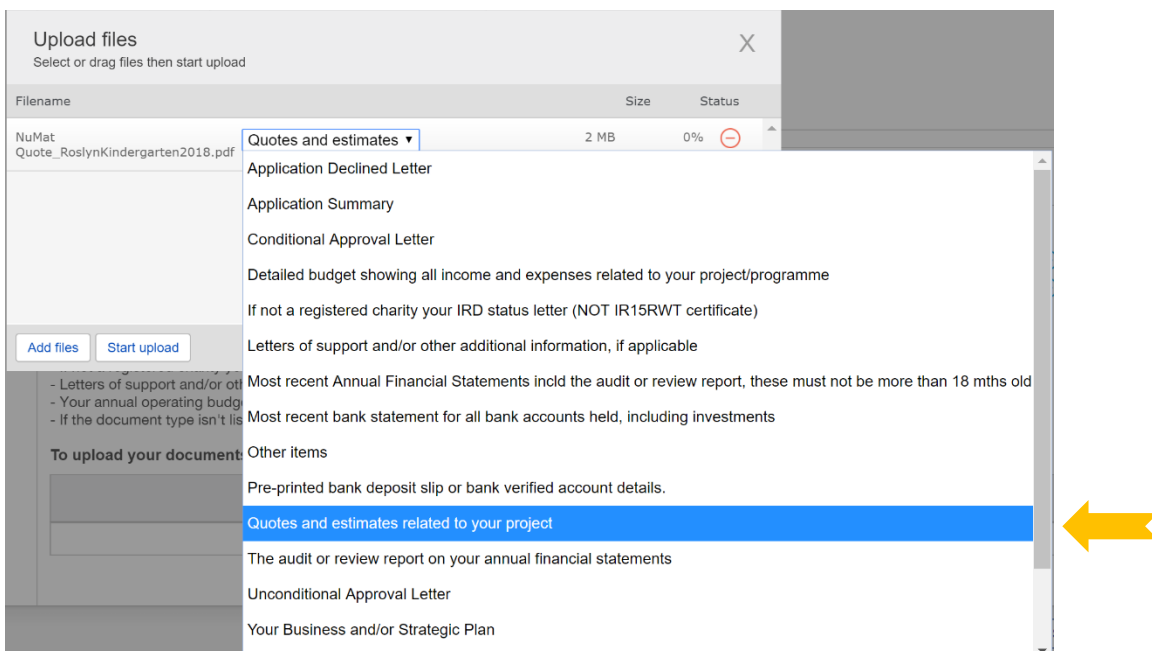 Upload files
X
Select or drag files then start upload
Filename
Size
Status
NuMat
Quote_RoslynKindergarten2018.pdf
Quotes and estimates
2 MB
0%
Application Declined Letter
Application Summary
Conditional Approval Letter
Detailed budget showing all income and expenses related to your project/programme
If not a registered charity your IRD status letter (NOT IR15RWT certificate)
Add files
Start upload
Letters of support and/or other additional information, if applicable
- Letters of support and/or oth
Most recent Annual Financial Statements incld the audit or review report, these must not be more than 18 mths old
- Your annual operating budg
- If the document type isn't lis
Most recent bank statement for all bank accounts held, including investments
To upload your document
Other items
Pre-printed bank deposit slip or bank verified account details.
Quotes and estimates related to your project
The audit or review report on your annual financial statements
Unconditional Approval Letter
Your Business and/or Strategic Plan